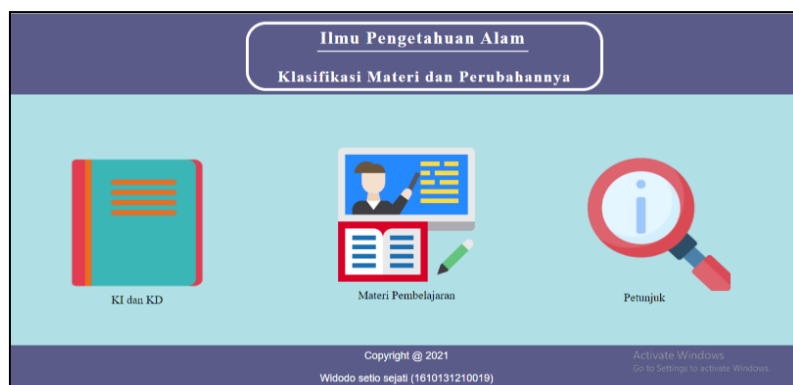 Ilmu Pengetahuan Alam
Klasifikasi Materi dan Perubahannya
KI dan KD
Materi Pembelajaran
Petunjuk
Copyright @ 2021
Widodo setio sejati (1610131210019)
Activate Windows
Go to Settings to activate Windows.